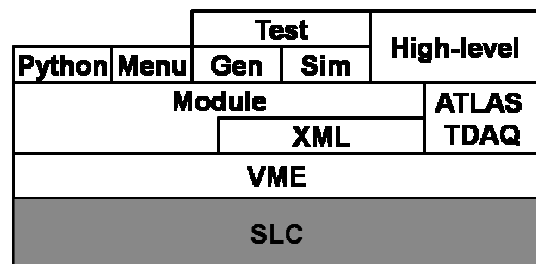 Test
High-level
Python Menu Gen Sim
Module
ATLAS
XML
TDAQ
VME
SLC